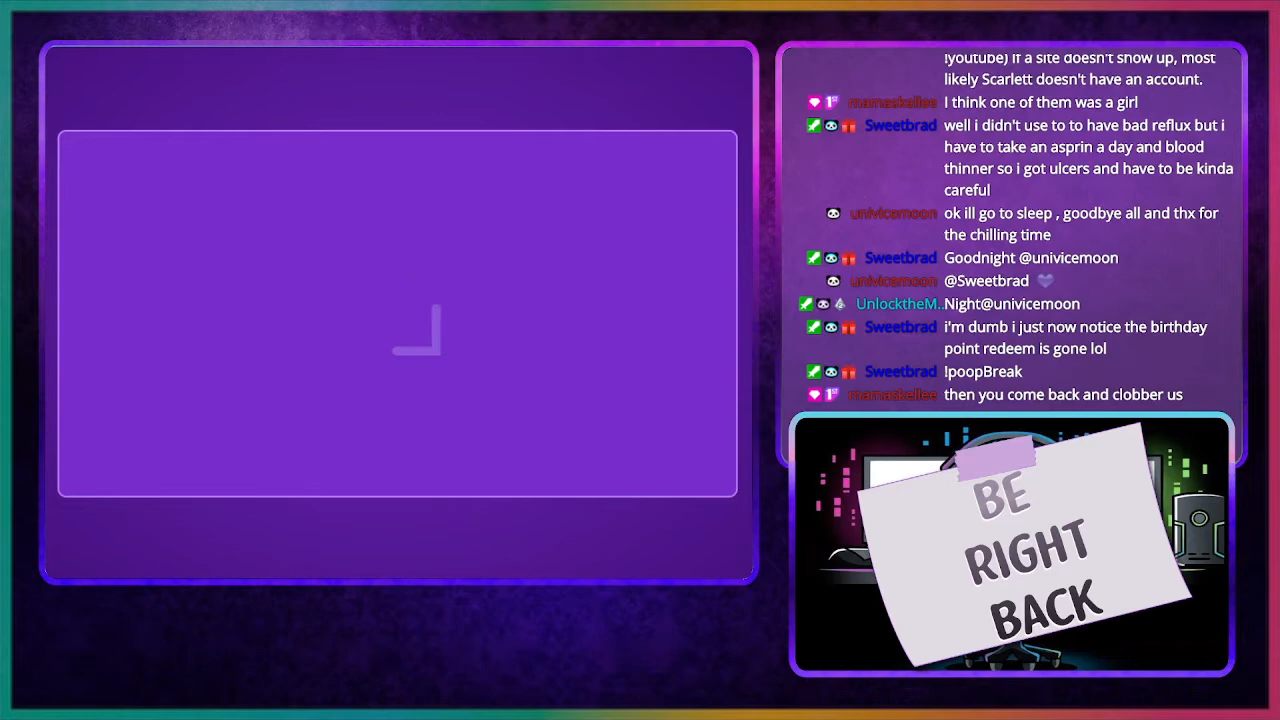 !youtube) If a site doesn't show up, most
likely Scarlett doesn't have an account.
1ST mamaskellee I think one of them was a girl
Sweetbrad well i didn't use to to have bad reflux but i
have to take an asprin a day and blood
thinner so i got ulcers and have to be kinda
careful
univicemoon ok ill go to sleep , goodbye all and thx for
the chilling time
Sweetbrad Goodnight @univicemoon
univicemoon @Sweetbrad
UnlocktheM.. Night@univicemoon
Sweetbrad i'm dumb i just now notice the birthday
point redeem is gone lol
Sweetbrad !poopBreak
1ST mamaskellee then you come back and clobber us
BE
RIGHT
BACK